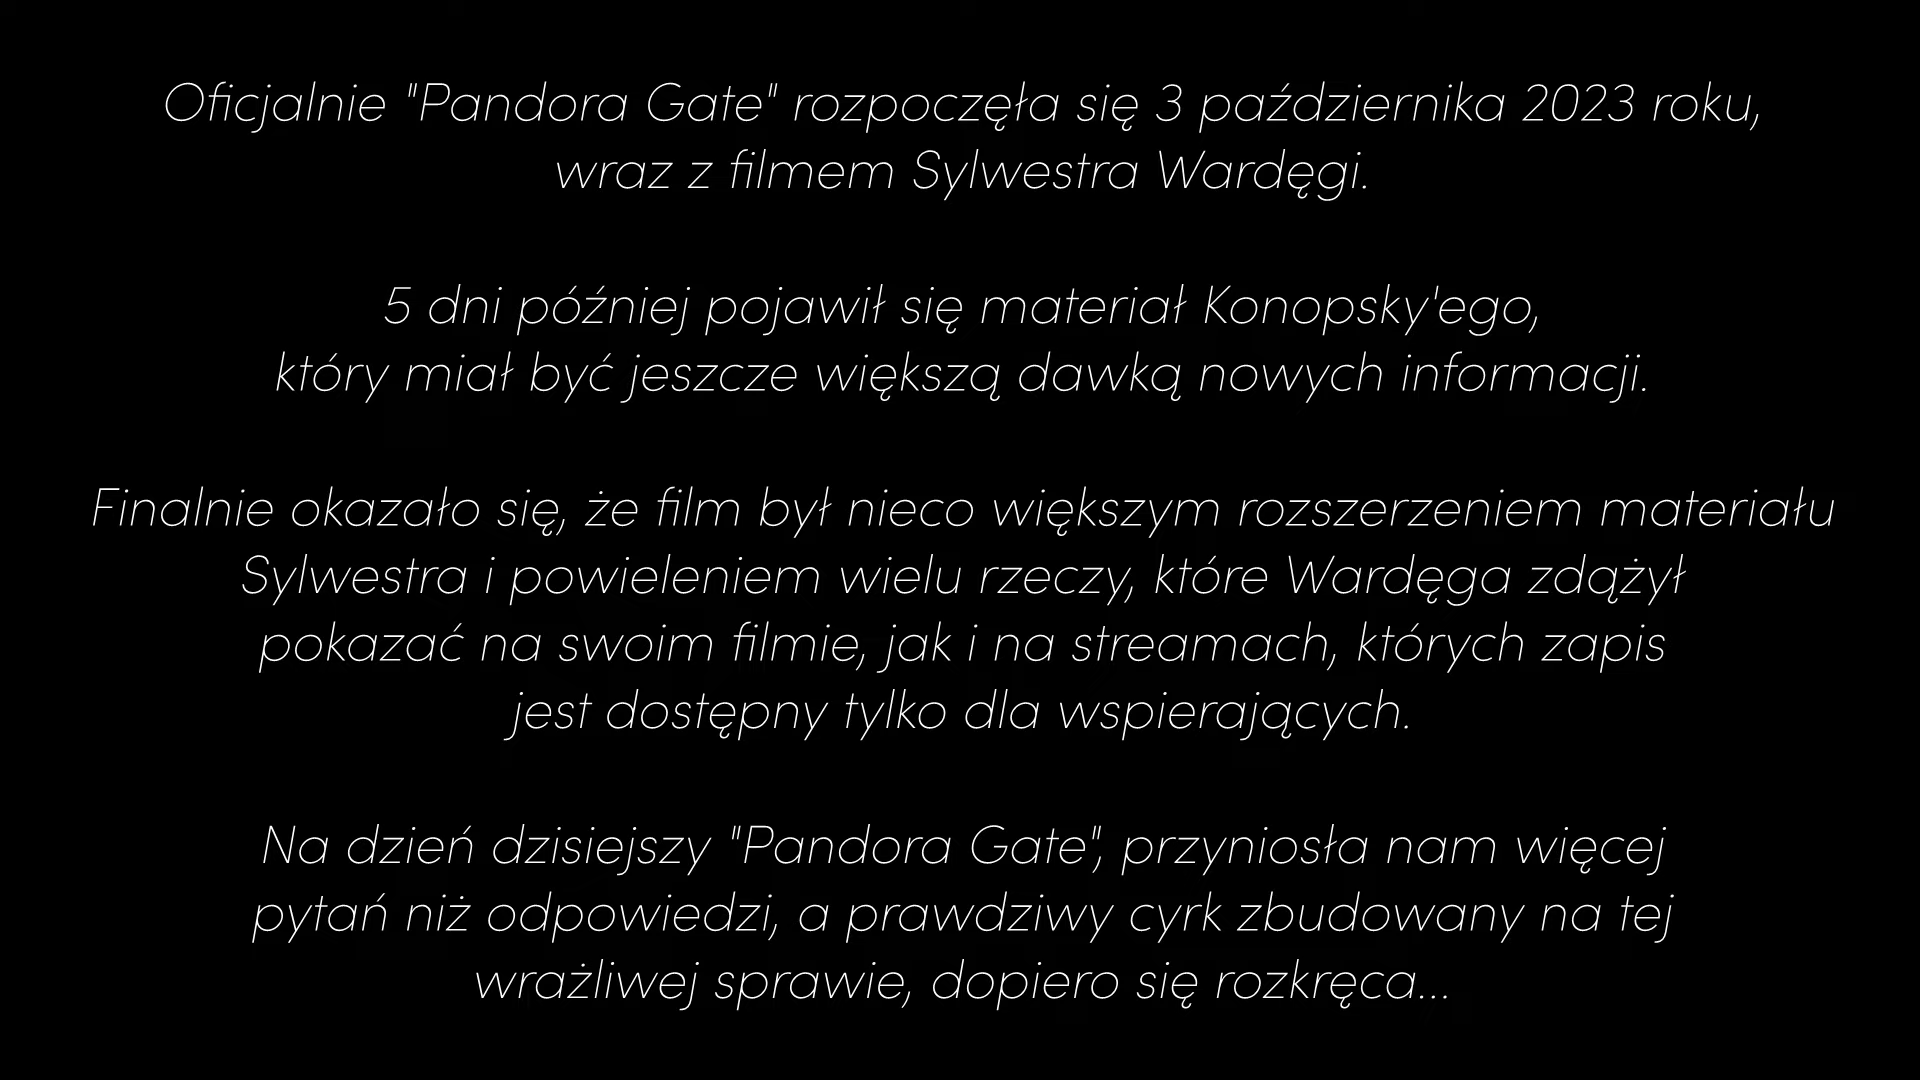 Oficjalnie "Pandora Gate" rozpoczęła się 3 października 2023 roku,
wraz z filmem Sylwestra Wardęgi.
5 dni później pojawił się materiał Konopsky'ego,
który miał być jeszcze większą dawką nowych informacji.
Finalnie okazało się, że film był nieco większym rozszerzeniem materiału
Sylwestra i powieleniem wielu rzeczy, które Wardęga zdążył
pokazać na swoim filmie, jak i na streamach, których zapis
jest dostępny tylko dla wspierających.
Na dzień dzisiejszy "Pandora Gate", przyniosła nam więcej
pytań niż odpowiedzi, a prawdziwy cyrk zbudowany na tej
wrażliwej sprawie, dopiero się rozkręca...